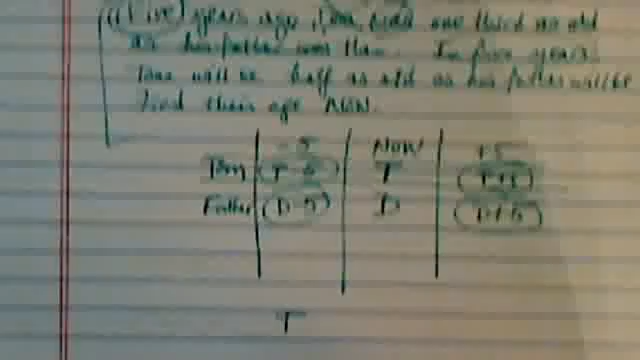 (Five) years ago, Tom, was one third as old
as his father was then. In five years,
Tom will be half as old as his father will be
Find their age NOW.
-5 NOW +5
Tom (T-5) T (T+5)
Father (D-5) D (D+5)
T